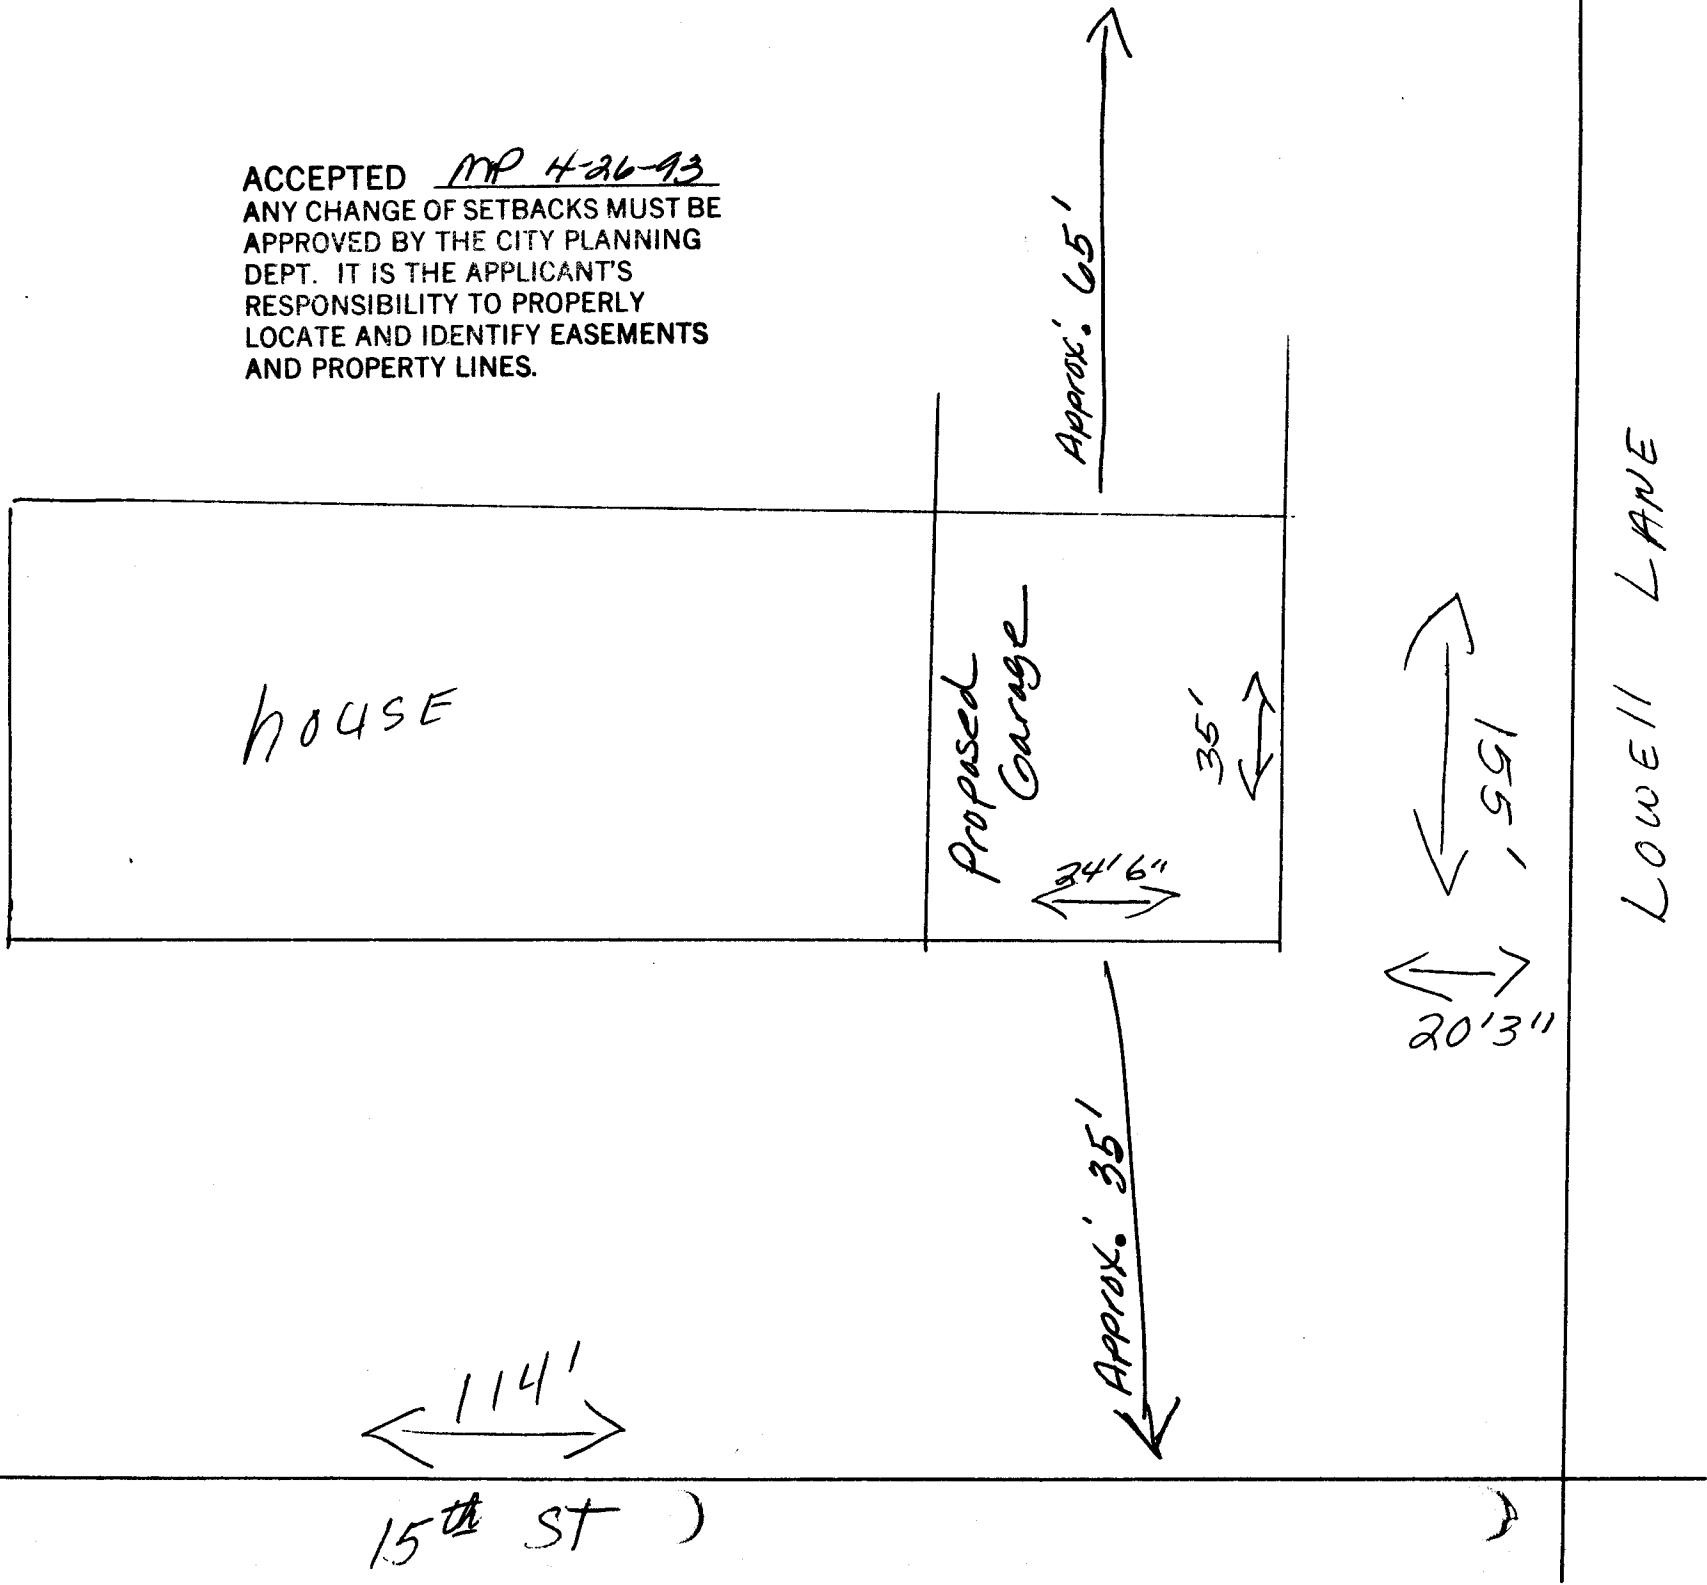 ACCEPTED MP 4-26-93
ANY CHANGE OF SETBACKS MUST BE
APPROVED BY THE CITY PLANNING
DEPT. IT IS THE APPLICANT'S
RESPONSIBILITY TO PROPERLY
LOCATE AND IDENTIFY EASEMENTS
AND PROPERTY LINES.
Approx. 65'
house
Proposed
Garage
35'
24'6"
155'
LOWELL LANE
20'3"
Approx. 35'
114'
15th ST